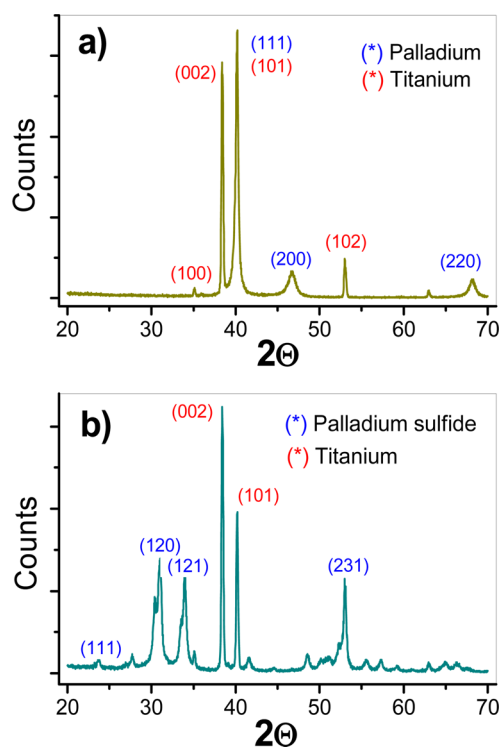 a)
(111)
(*) Palladium
(002)
(101)
(*) Titanium
Counts
(100)
(200)
(102)
(220)
20 30 40 50 60 70
2Θ
b)
(002)
(*) Palladium sulfide
(*) Titanium
(101)
Counts
(120)
(121)
(231)
(111)
20 30 40 50 60 70
2Θ